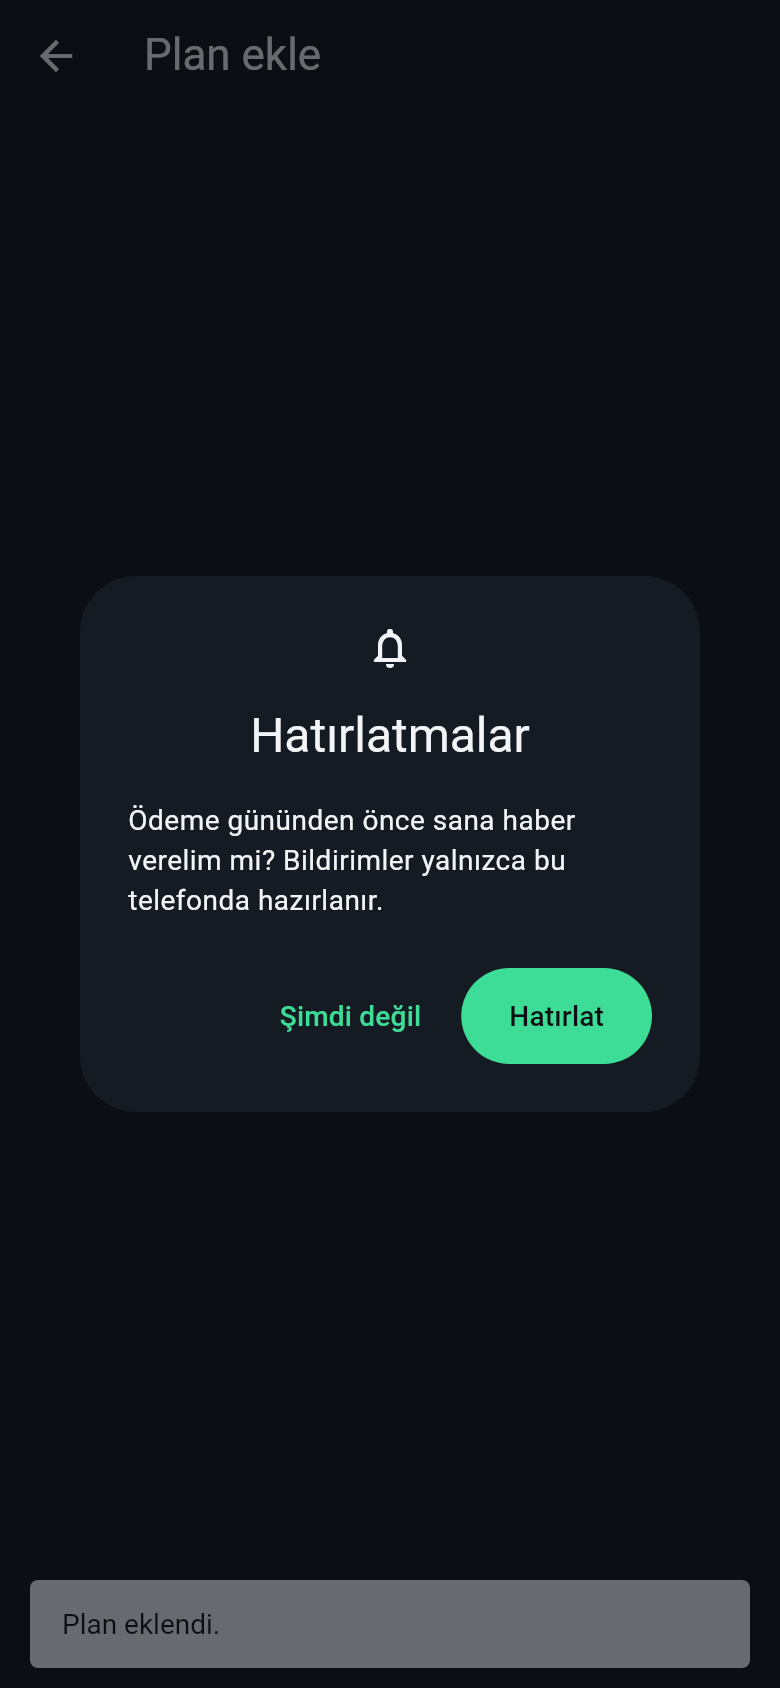 Plan ekle
Hatırlatmalar
Ödeme gününden önce sana haber
verelim mi? Bildirimler yalnızca bu
telefonda hazırlanır.
Şimdi değil
Hatırlat
Plan eklendi.